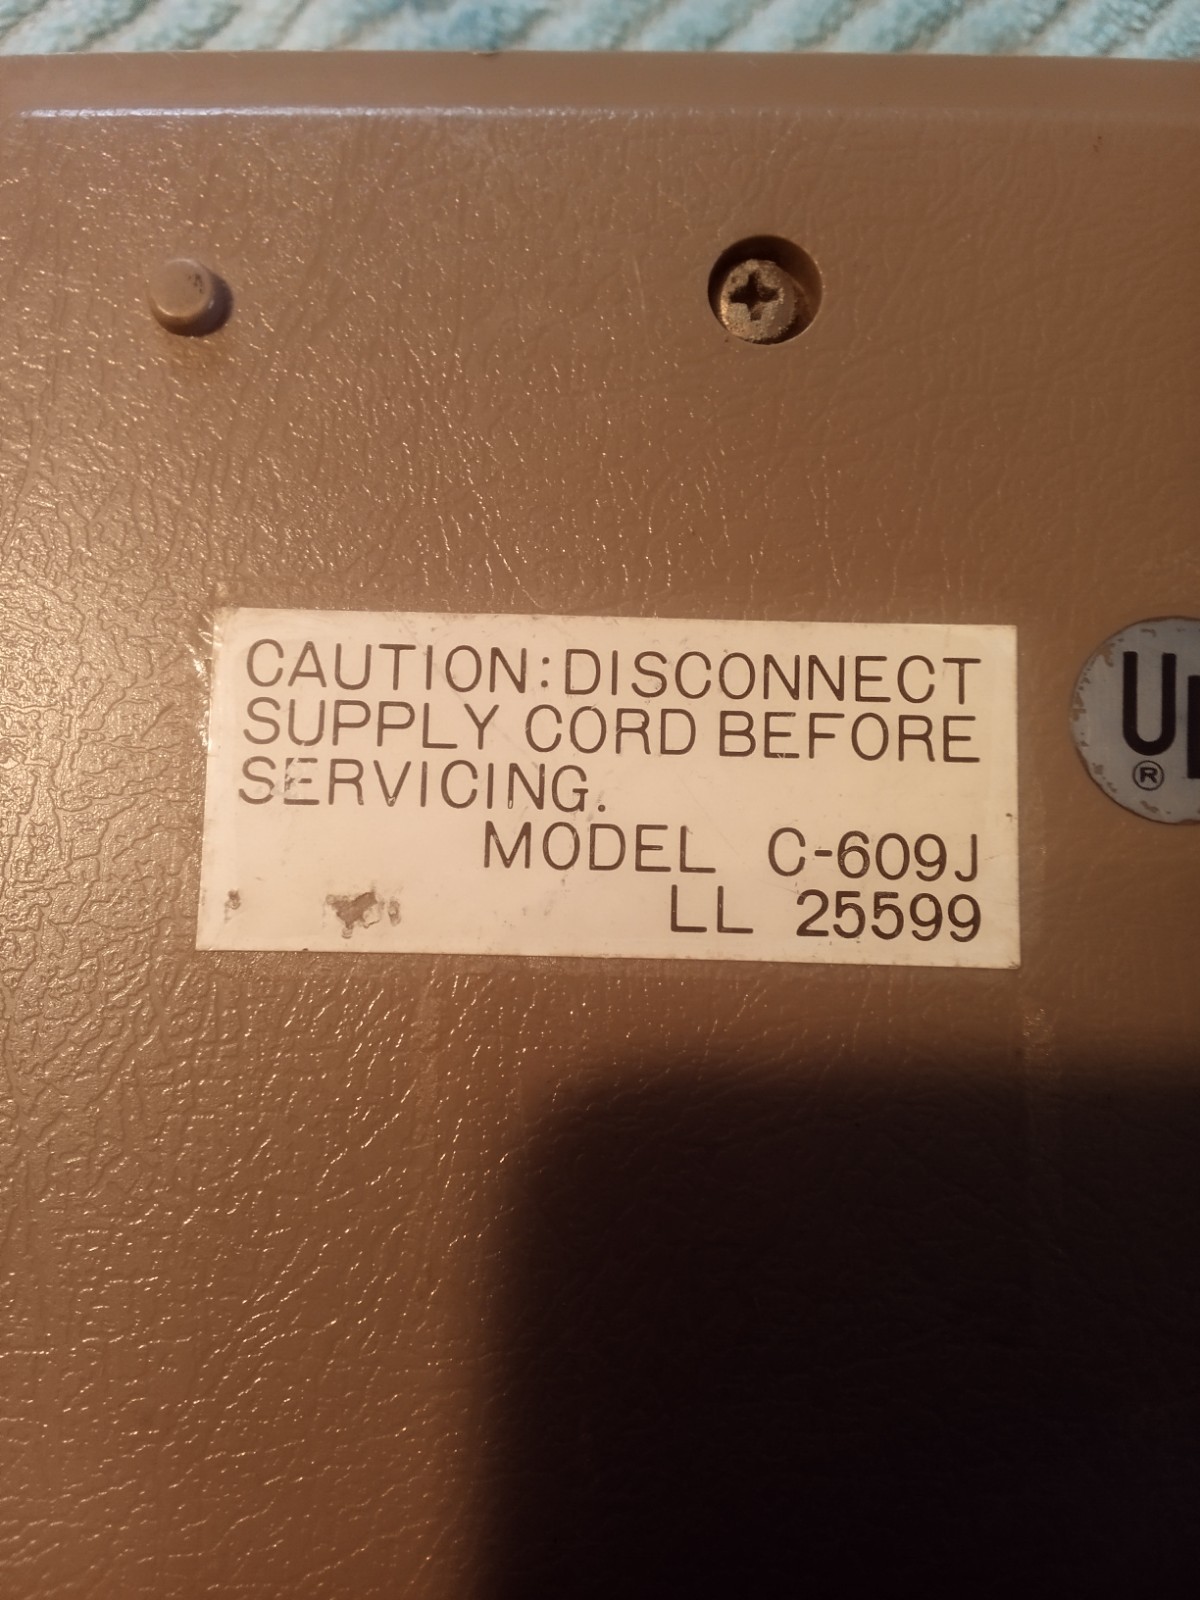 CAUTION:DISCONNECT
SUPPLY CORD BEFORE
SERVICING.
MODEL C-609J
LL 25599
U
®